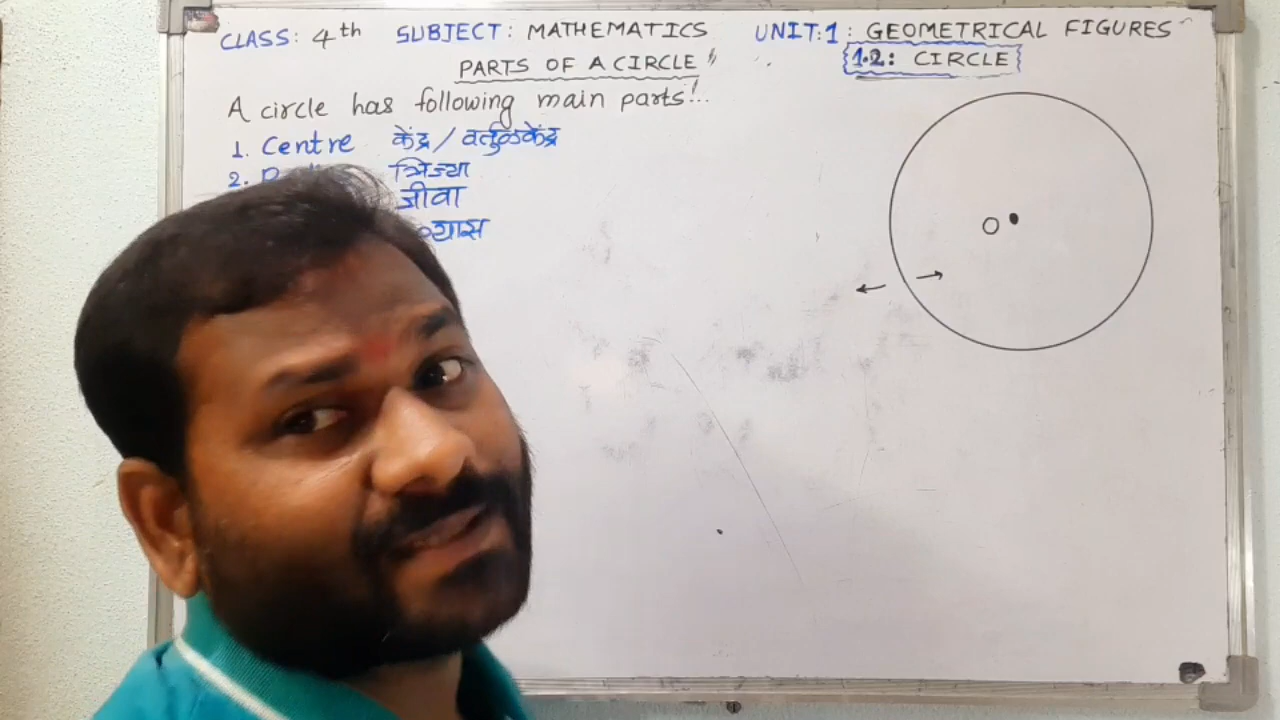 CLASS: 4th SUBJECT: MATHEMATICS UNIT:1: GEOMETRICAL FIGURES
PARTS OF A CIRCLE" 1.2: CIRCLE
A circle has following main parts!..
1. Centre केंद्र / वर्तुळकेंद्र
2. त्रिज्या
जीवा
व्यास
O